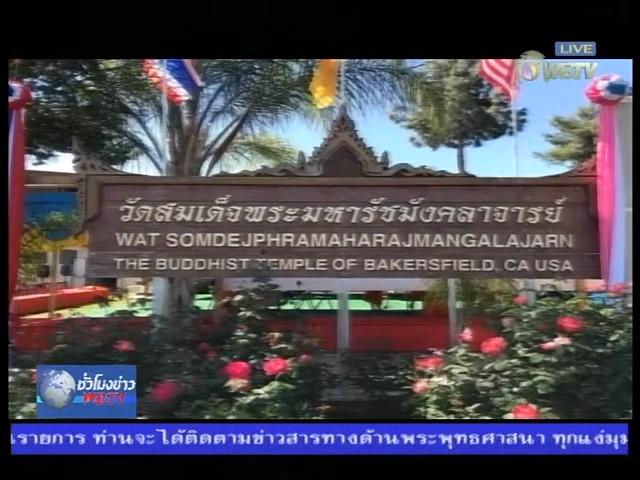 LIVE
WBTV
วัดสมเด็จพระมหารัชมังคลาจารย์
WAT SOMDEJPHRAMAHARAJMANGALAJARN
THE BUDDHIST TEMPLE OF BAKERSFIELD, CA USA
ชั่วโมงข่าว
WBTV
เรายการ ท่านจะได้ติดตามข่าวสารทางด้านพระพุทธศาสนา ทุกแง่มุม